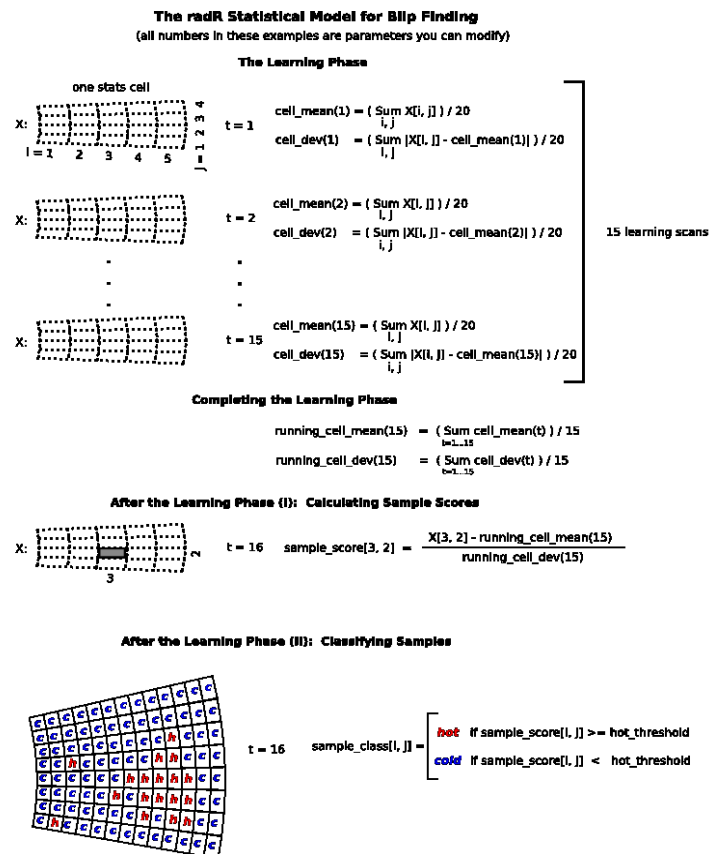 The radR Statistical Model for Blip Finding
(all numbers in these examples are parameters you can modify)
The Learning Phase
one stats cell
X:
i = 1 2 3 4 5
j = 1 2 3 4
t = 1
cell_mean(1) = ( Sum X[i, j] ) / 20
i, j
cell_dev(1) = ( Sum |X[i, j] - cell_mean(1)| ) / 20
i, j
X:
t = 2
cell_mean(2) = ( Sum X[i, j] ) / 20
i, j
cell_dev(2) = ( Sum |X[i, j] - cell_mean(2)| ) / 20
i, j
15 learning scans
X:
t = 15
cell_mean(15) = ( Sum X[i, j] ) / 20
i, j
cell_dev(15) = ( Sum |X[i, j] - cell_mean(15)| ) / 20
i, j
Completing the Learning Phase
running_cell_mean(15) = ( Sum cell_mean(t) ) / 15
t=1...15
running_cell_dev(15) = ( Sum cell_dev(t) ) / 15
t=1...15
After the Learning Phase (I): Calculating Sample Scores
X:
3
2
t = 16
sample_score[3, 2] =
X[3, 2] - running_cell_mean(15)
running_cell_dev(15)
After the Learning Phase (II): Classifying Samples
t = 16
sample_class[i, j] =
hot if sample_score[i, j] >= hot_threshold
cold if sample_score[i, j] < hot_threshold